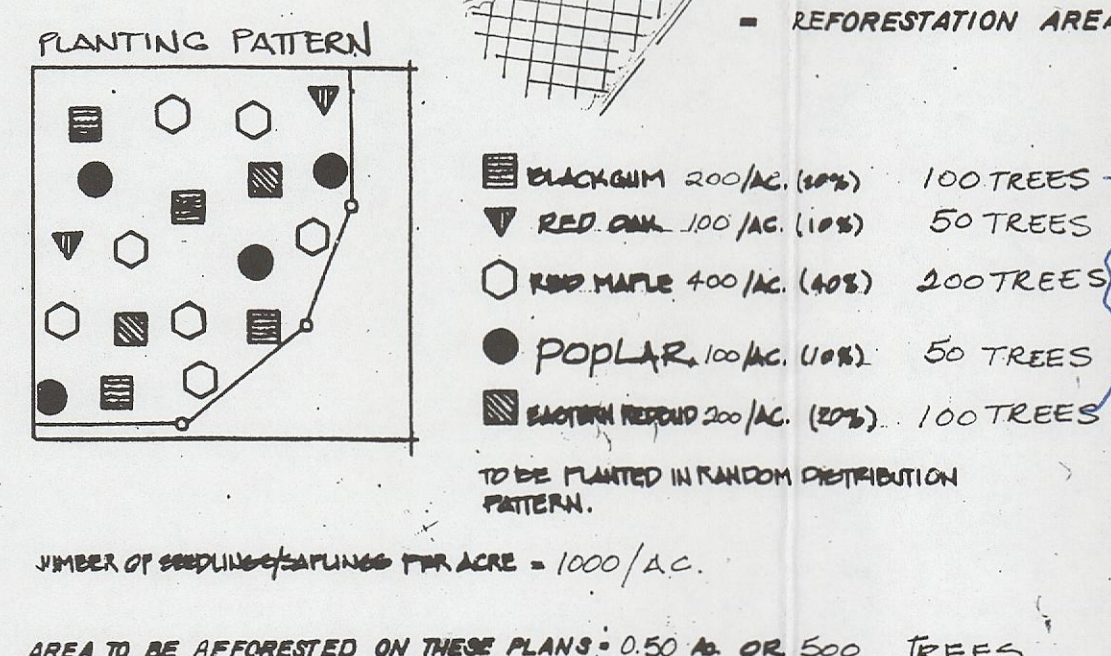 PLANTING PATTERN
= REFORESTATION AREA
BLACKGUM 200/AC. (20%) 100 TREES
RED OAK 100/AC. (10%) 50 TREES
RED MAPLE 400/AC. (40%) 200 TREES
POPLAR 100/AC. (10%) 50 TREES
EASTERN REDBUD 200/AC. (20%) 100 TREES
TO BE PLANTED IN RANDOM DISTRIBUTION
PATTERN.
NUMBER OF SEEDLINGS/SAPLINGS PER ACRE = 1000/AC.
AREA TO BE AFFORESTED ON THESE PLANS = 0.50 AC. OR 500 TREES